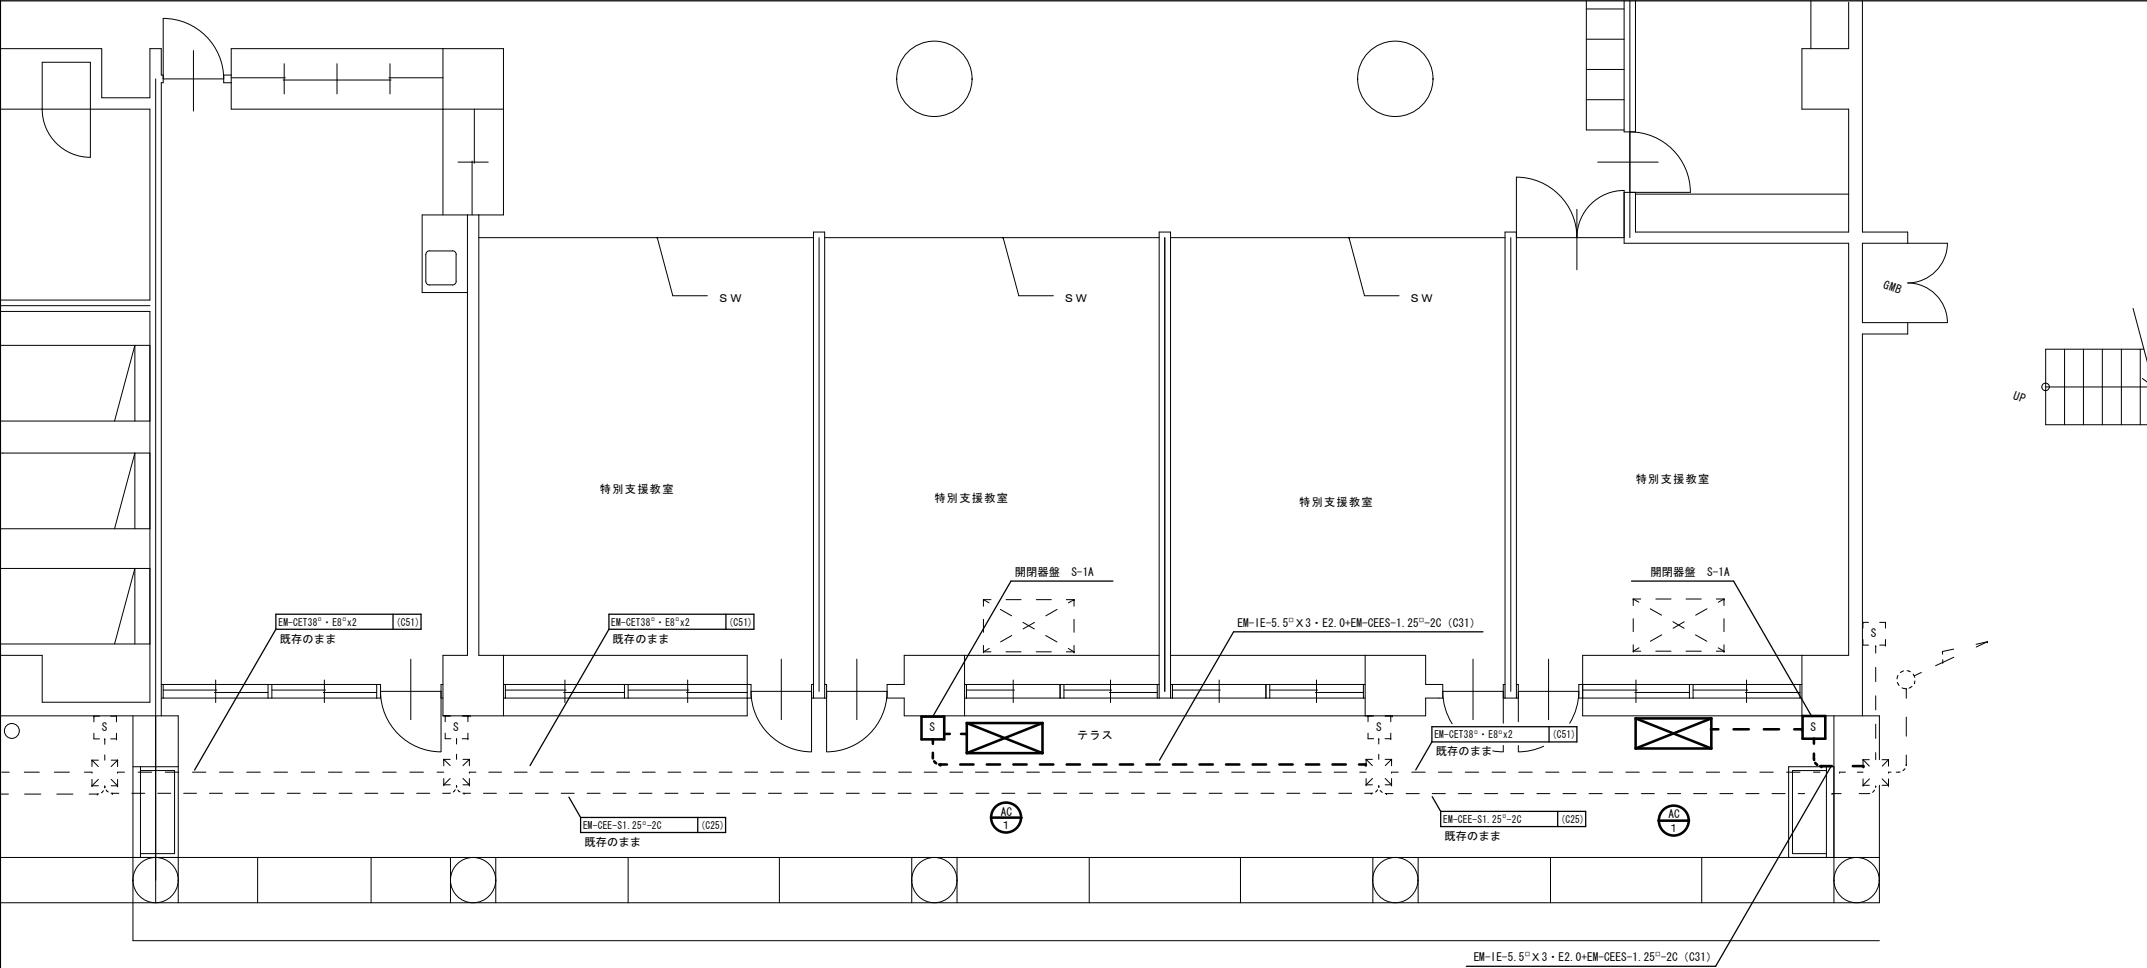 SW
SW
SW
GMB
UP
特別支援教室
特別支援教室
特別支援教室
特別支援教室
開閉器盤 S-1A
開閉器盤 S-1A
EM-CET38□・E8□x2 (C51)
既存のまま
EM-CET38□・E8□x2 (C51)
既存のまま
EM-IE-5.5□×3・E2.0+EM-CEES-1.25□-2C (C31)
S
S
S
S
テラス
S
EM-CET38□・E8□x2 (C51)
既存のまま
S
AC
1
AC
1
EM-CEE-S1.25□-2C (C25)
既存のまま
EM-CEE-S1.25□-2C (C25)
既存のまま
EM-IE-5.5□×3・E2.0+EM-CEES-1.25□-2C (C31)